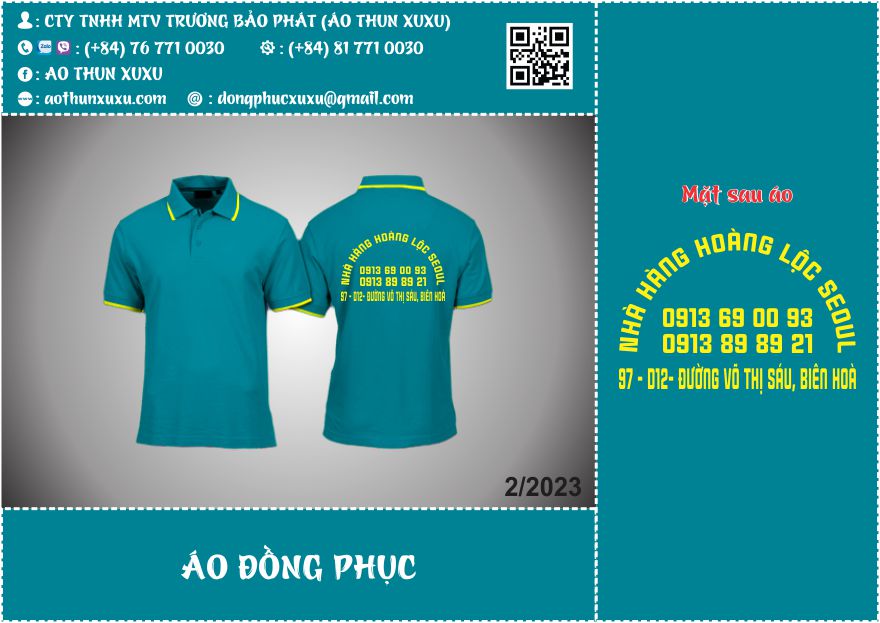 : CTY TNHH MTV TRƯƠNG BẢO PHÁT (ÁO THUN XUXU)
Zalo : (+84) 76 771 0030 : (+84) 81 771 0030
f : AO THUN XUXU
www : aothunxuxu.com @ : dongphucxuxu@gmail.com
NHÀ HÀNG HOÀNG LỘC SEOUL
0913 69 00 93
0913 89 89 21
97 - D12- ĐƯỜNG VÕ THỊ SÁU, BIÊN HOÀ
2/2023
ÁO ĐỒNG PHỤC
Mặt sau áo
NHÀ HÀNG HOÀNG LỘC SEOUL
0913 69 00 93
0913 89 89 21
97 - D12- ĐƯỜNG VÕ THỊ SÁU, BIÊN HOÀ